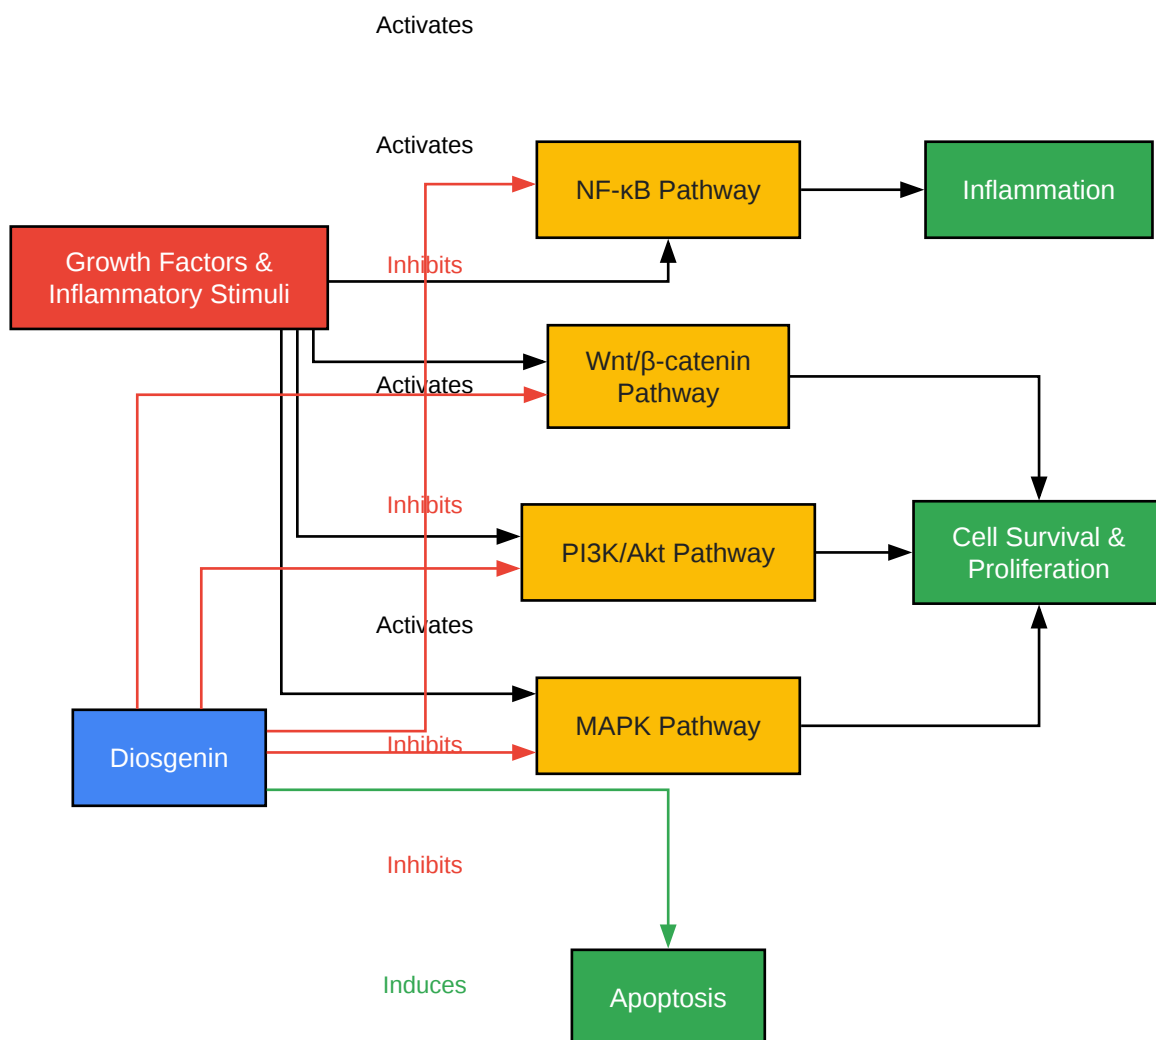 Activates
Activates
NF-κB Pathway
Inflammation
Growth Factors &
Inflammatory Stimuli
Inhibits
Wnt/β-catenin
Pathway
Activates
Inhibits
PI3K/Akt Pathway
Cell Survival &
Proliferation
Activates
MAPK Pathway
Diosgenin
Inhibits
Inhibits
Induces
Apoptosis